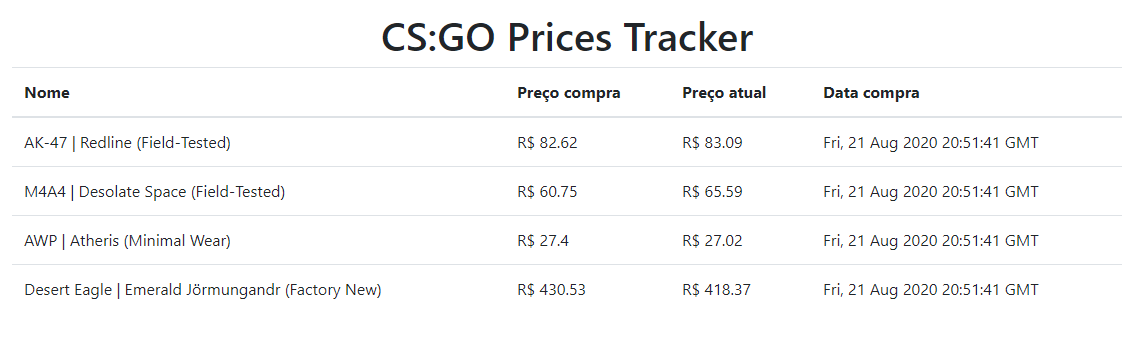 CS:GO Prices Tracker
Nome Preço compra Preço atual Data compra
AK-47 | Redline (Field-Tested) R$ 82.62 R$ 83.09 Fri, 21 Aug 2020 20:51:41 GMT
M4A4 | Desolate Space (Field-Tested) R$ 60.75 R$ 65.59 Fri, 21 Aug 2020 20:51:41 GMT
AWP | Atheris (Minimal Wear) R$ 27.4 R$ 27.02 Fri, 21 Aug 2020 20:51:41 GMT
Desert Eagle | Emerald Jörmungandr (Factory New) R$ 430.53 R$ 418.37 Fri, 21 Aug 2020 20:51:41 GMT